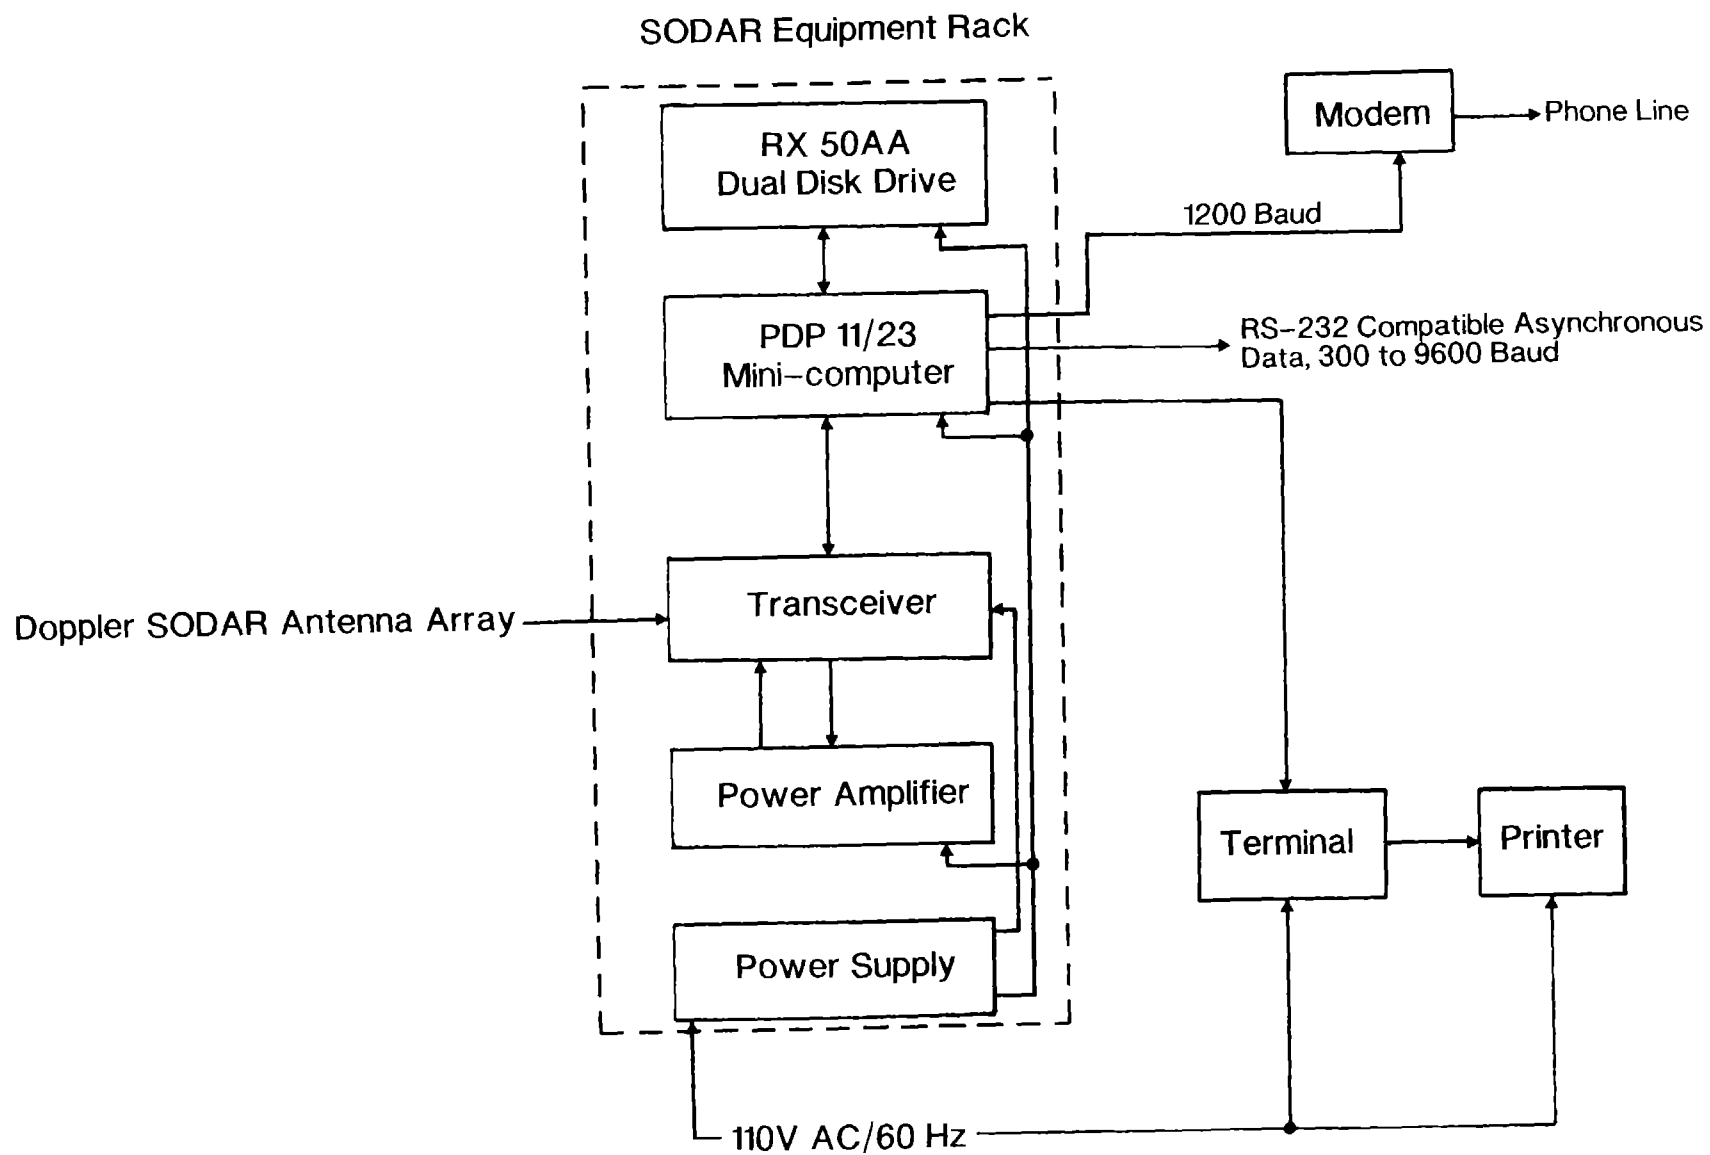 SODAR Equipment Rack
RX 50AA
Dual Disk Drive
Modem
Phone Line
1200 Baud
PDP 11/23
Mini-computer
RS-232 Compatible Asynchronous
Data, 300 to 9600 Baud
Transceiver
Doppler SODAR Antenna Array
Power Amplifier
Terminal
Printer
Power Supply
110V AC/60 Hz